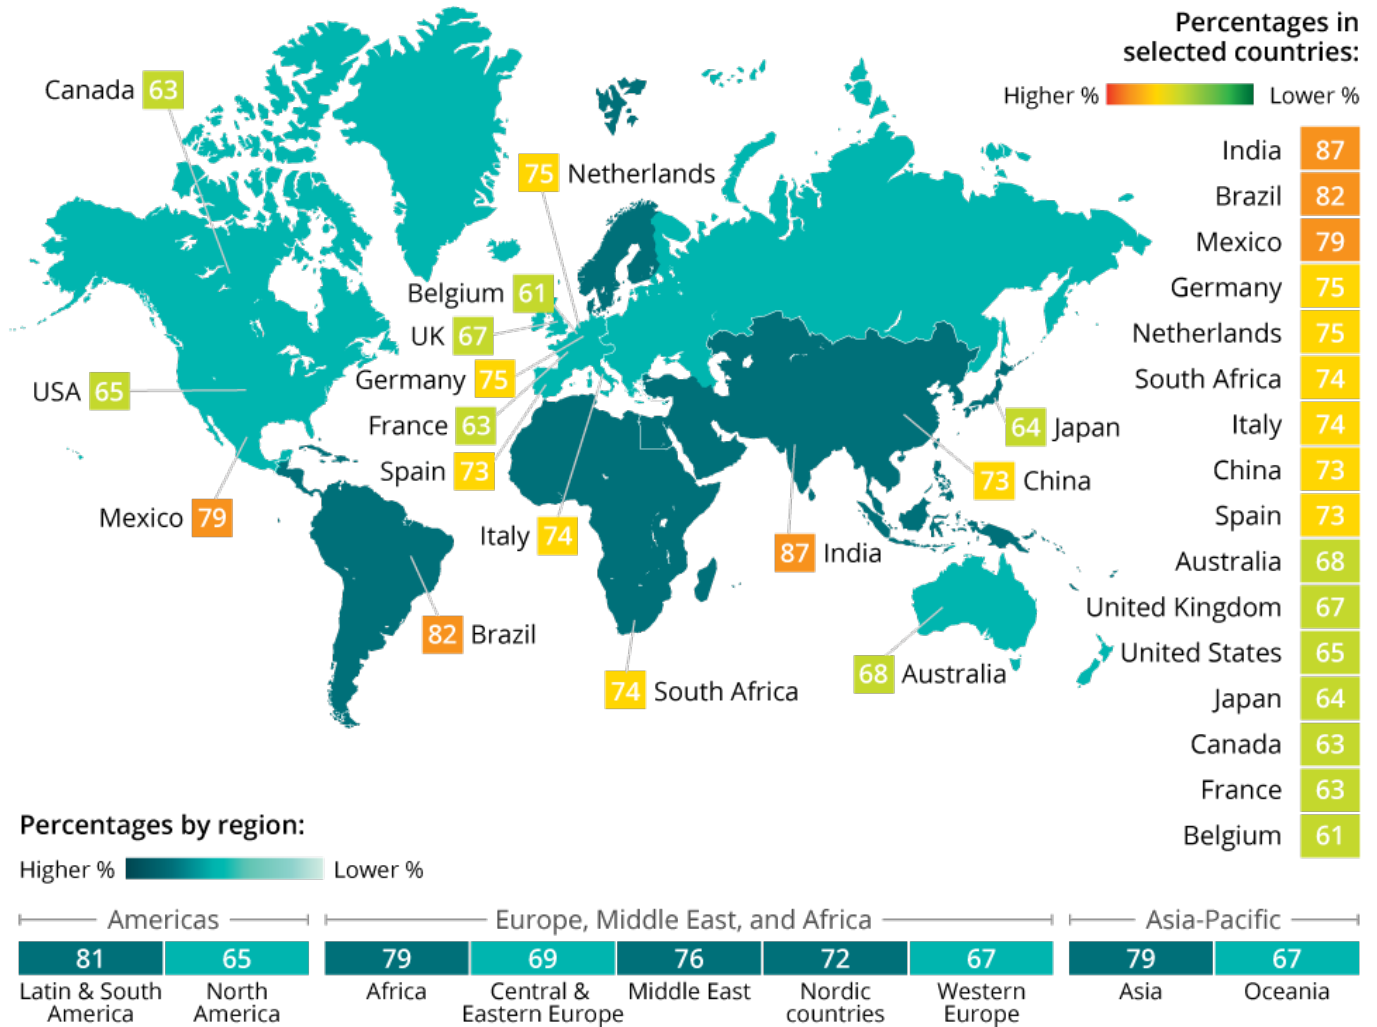 Percentages in
selected countries:
Higher % Lower %
Canada 63
75 Netherlands
Belgium 61
UK 67
Germany 75
USA 65
France 63
Spain 73
Mexico 79
Italy 74
64 Japan
73 China
87 India
82 Brazil
74 South Africa
68 Australia
India 87
Brazil 82
Mexico 79
Germany 75
Netherlands 75
South Africa 74
Italy 74
China 73
Spain 73
Australia 68
United Kingdom 67
United States 65
Japan 64
Canada 63
France 63
Belgium 61
Percentages by region:
Higher % Lower %
Americas
81 65
Latin & South
America
North
America
Europe, Middle East, and Africa
79 69 76 72 67
Africa
Central &
Eastern Europe
Middle East
Nordic
countries
Western
Europe
Asia-Pacific
79 67
Asia
Oceania